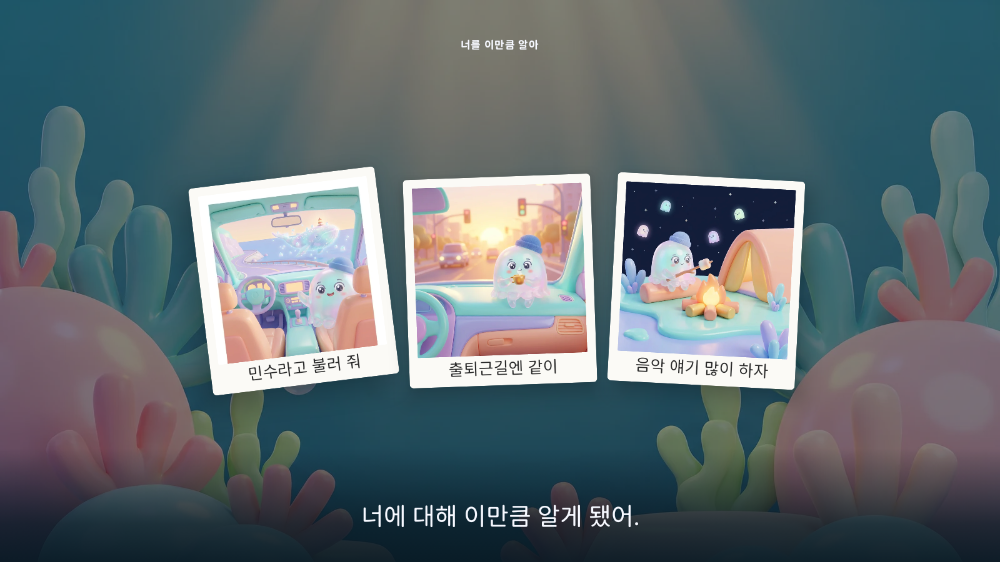 너를 이만큼 알아
민수라고 불러 줘
출퇴근길엔 같이
음악 얘기 많이 하자
너에 대해 이만큼 알게 됐어.